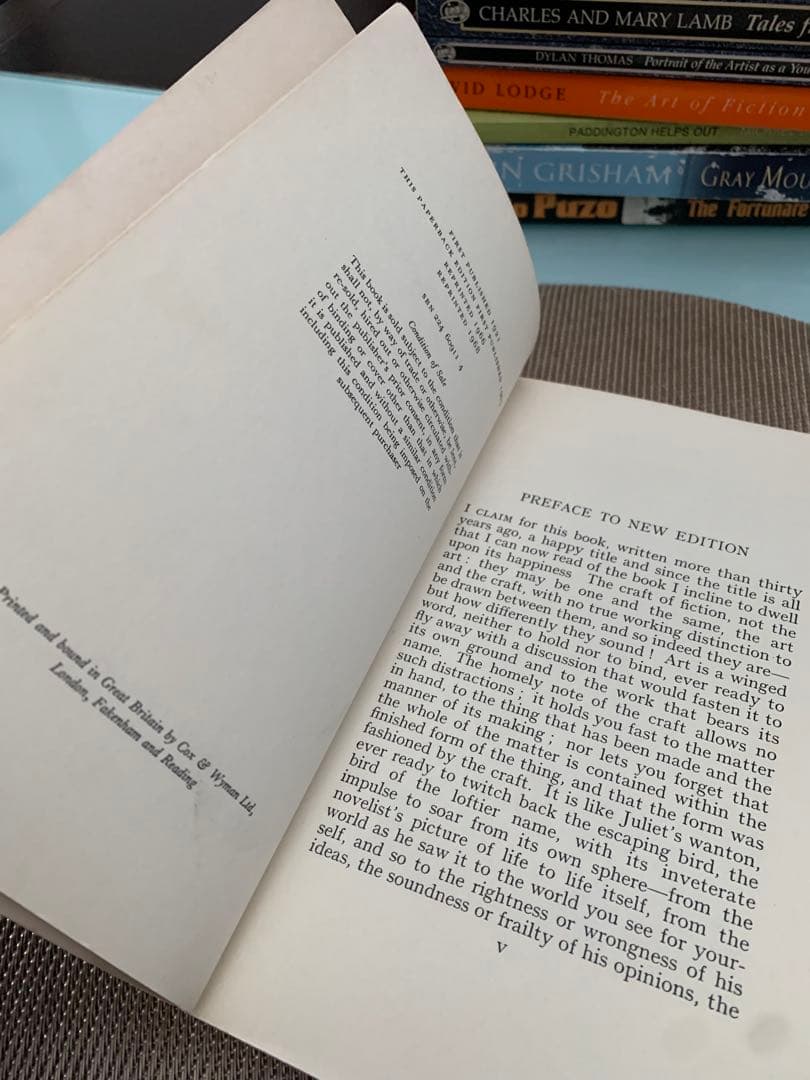 CHARLES AND MARY LAMB Tales f
DYLAN THOMAS Portrait of the Artist as a You
VID LODGE The Art of Fiction
PADDINGTON HELPS OUT
N GRISHAM GRAY MOU
o Puzo The Fortunate
FIRST PUBLISHED 1921
THIS PAPERBACK EDITION FIRST PUBLISHED
REPRINTED 1966
REPRINTED 1968
SBN 224 60911 4
Condition of Sale
This book is sold subject to the condition that it
shall not, by way of trade or otherwise, be lent,
re-sold, hired out or otherwise circulated with-
out the publisher's prior consent, in any form
of binding or cover other than that in which
it is published and without a similar condition
including this condition being imposed on the
subsequent purchaser
Printed and bound in Great Britain by Cox & Wyman Ltd,
London, Fakenham and Reading
PREFACE TO NEW EDITION
I CLAIM for this book, written more than thirty
years ago, a happy title and since the title is all
that I can now read of the book I incline to dwell
upon its happiness The craft of fiction, not the
art: they may be one and the same, the art
and the craft, with no true working distinction to
be drawn between them, and so indeed they are—
but how differently they sound! Art is a winged
word, neither to hold nor to bind, ever ready to
fly away with a discussion that would fasten it to
its own ground and to the work that bears its
name. The homely note of the craft allows no
such distractions; it holds you fast to the matter
in hand, to the thing that has been made and the
manner of its making; nor lets you forget that
the whole of the matter is contained within the
finished form of the thing, and that the form was
fashioned by the craft. It is like Juliet's wanton,
ever ready to twitch back the escaping bird, the
bird of the loftier name, with its inveterate
impulse to soar from its own sphere—from the
novelist's picture of life to life itself, from the
world as he saw it to the world you see for your-
self, and so to the rightness or wrongness of his
ideas, the soundness or frailty of his opinions, the
v